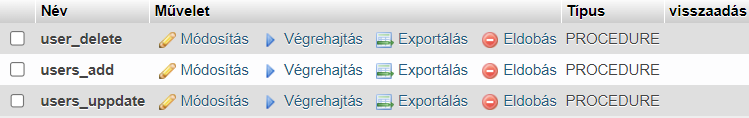 Név Művelet Típus visszaadás
user_delete Módosítás Végrehajtás Exportálás Eldobás PROCEDURE
users_add Módosítás Végrehajtás Exportálás Eldobás PROCEDURE
users_uppdate Módosítás Végrehajtás Exportálás Eldobás PROCEDURE